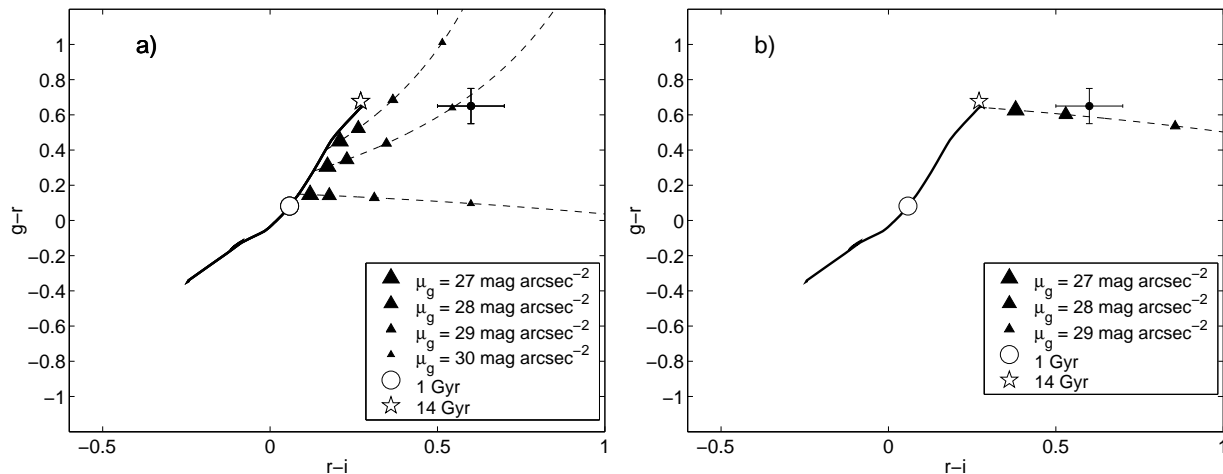 a)
1
0.8
0.6
0.4
0.2
0
−0.2
−0.4
−0.6
−0.8
−1
g−r
−0.5
0
0.5
1
r−i
μg = 27 mag arcsec−2
μg = 28 mag arcsec−2
μg = 29 mag arcsec−2
μg = 30 mag arcsec−2
1 Gyr
14 Gyr
b)
1
0.8
0.6
0.4
0.2
0
−0.2
−0.4
−0.6
−0.8
−1
g−r
−0.5
0
0.5
1
r−i
μg = 27 mag arcsec−2
μg = 28 mag arcsec−2
μg = 29 mag arcsec−2
1 Gyr
14 Gyr